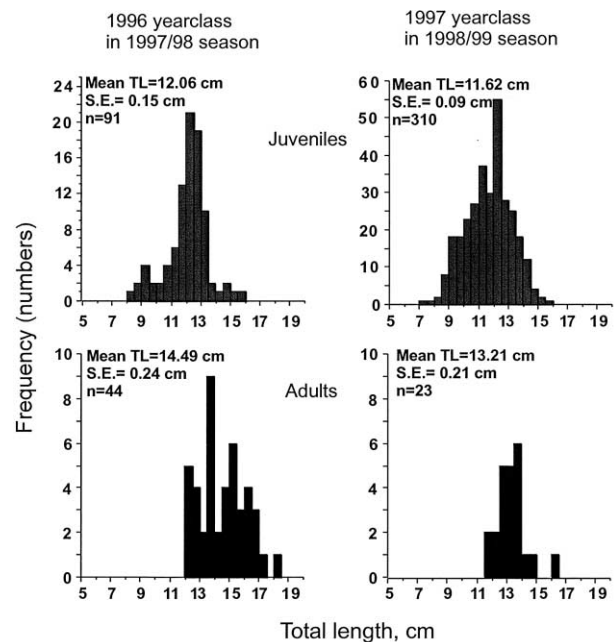 1996 yearclass
in 1997/98 season
1997 yearclass
in 1998/99 season
Mean TL=12.06 cm
S.E.= 0.15 cm
n=91
24
20
16
12
8
4
0
5 7 9 11 13 15 17 19
Juveniles
Mean TL=11.62 cm
S.E.= 0.09 cm
n=310
60
50
40
30
20
10
0
5 7 9 11 13 15 17 19
Frequency (numbers)
Mean TL=14.49 cm
S.E.= 0.24 cm
n=44
10
8
6
4
2
0
5 7 9 11 13 15 17 19
Adults
Mean TL=13.21 cm
S.E.= 0.21 cm
n=23
10
8
6
4
2
0
5 7 9 11 13 15 17 19
Total length, cm